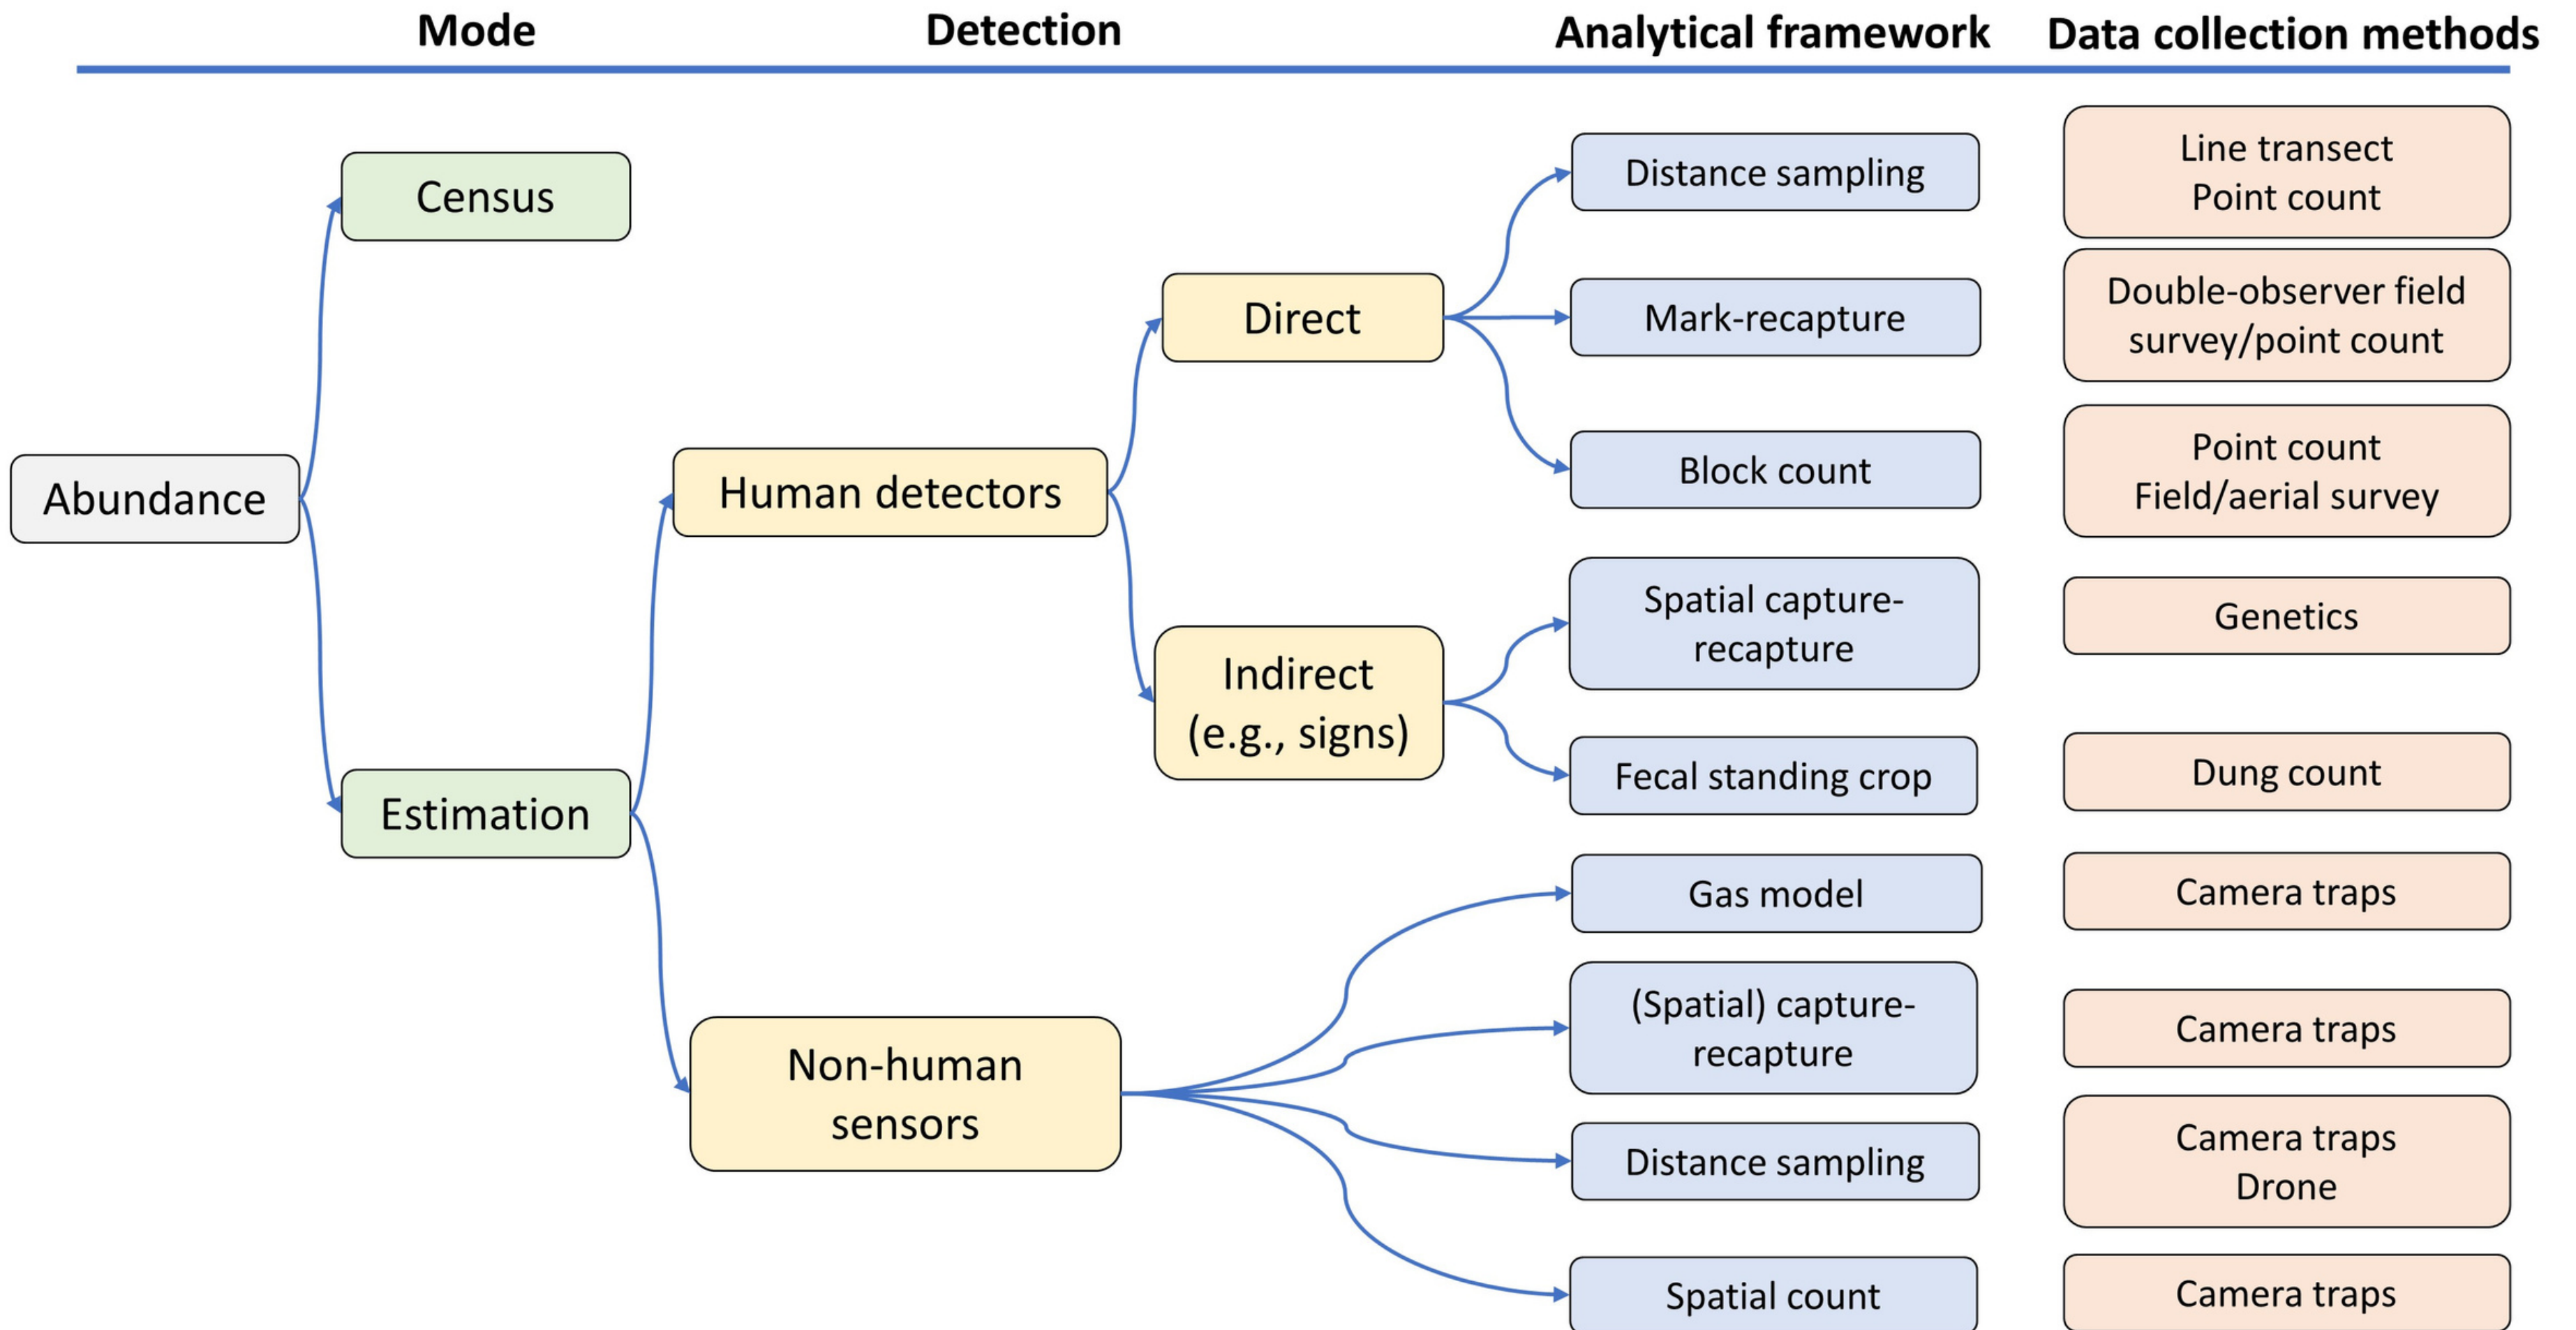 Mode
Detection
Analytical framework
Data collection methods
Abundance
Census
Estimation
Human detectors
Non-human
sensors
Direct
Indirect
(e.g., signs)
Distance sampling
Line transect
Point count
Mark-recapture
Double-observer field
survey/point count
Block count
Point count
Field/aerial survey
Spatial capture-
recapture
Genetics
Fecal standing crop
Dung count
Gas model
Camera traps
(Spatial) capture-
recapture
Camera traps
Distance sampling
Camera traps
Drone
Spatial count
Camera traps